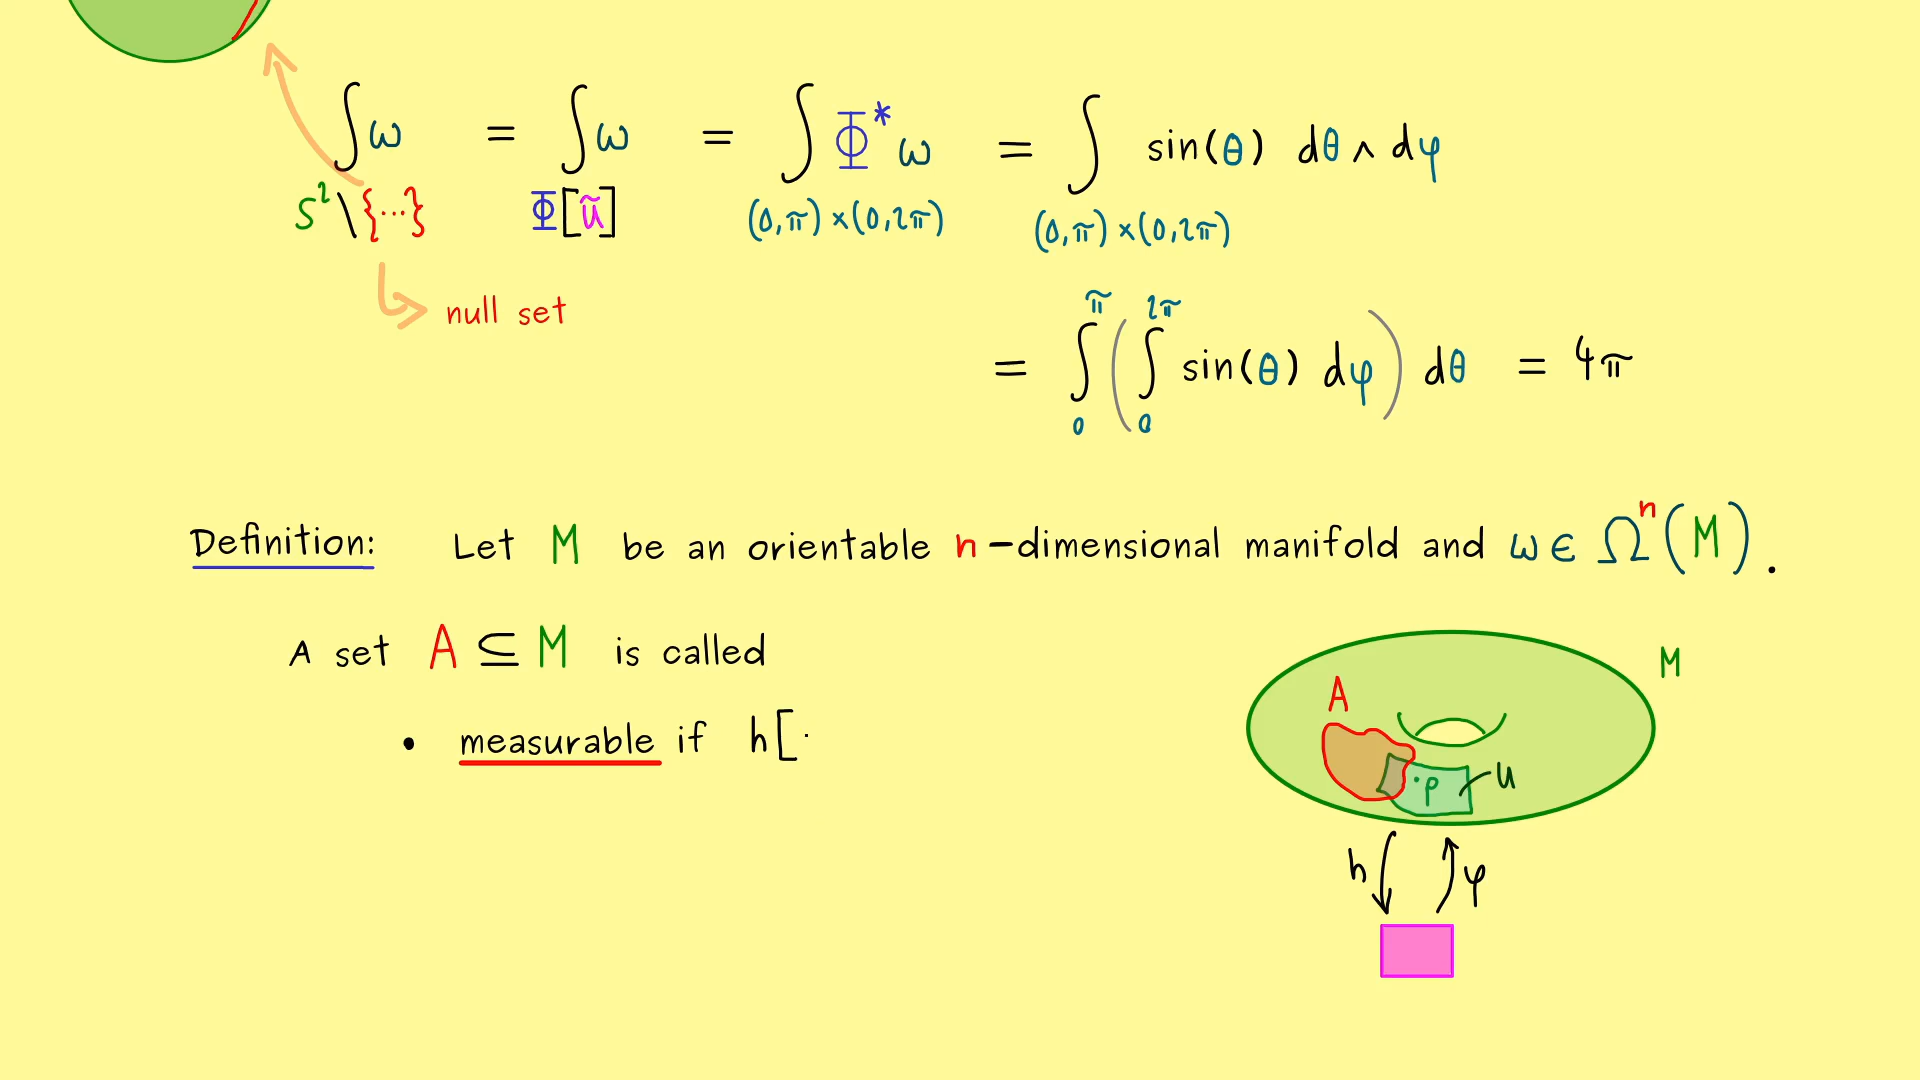 ∫ω = ∫ω = ∫ Φ*ω = ∫ sin(θ) dθ ∧ dφ
S²\{···} Φ[ũ] (0,π)×(0,2π) (0,π)×(0,2π)
null set
= ∫₀^π (∫₀^2π sin(θ) dφ) dθ = 4π
Definition: Let M be an orientable n-dimensional manifold and ω ∈ Ωⁿ(M).
A set A ⊆ M is called
M
A
• measurable if h[·
p
U
h φ